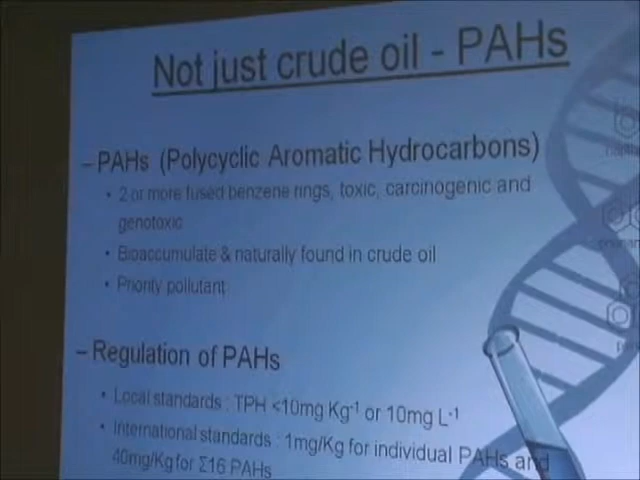 Not just crude oil - PAHs
– PAHs (Polycyclic Aromatic Hydrocarbons)
• 2 or more fused benzene rings, toxic, carcinogenic and
genotoxic
• Bioaccumulate & naturally found in crude oil
• Priority pollutant
– Regulation of PAHs
• Local standards : TPH <10mg Kg⁻¹ or 10mg L⁻¹
• International standards : 1mg/Kg for individual PAHs and
40mg/Kg for Σ16 PAHs